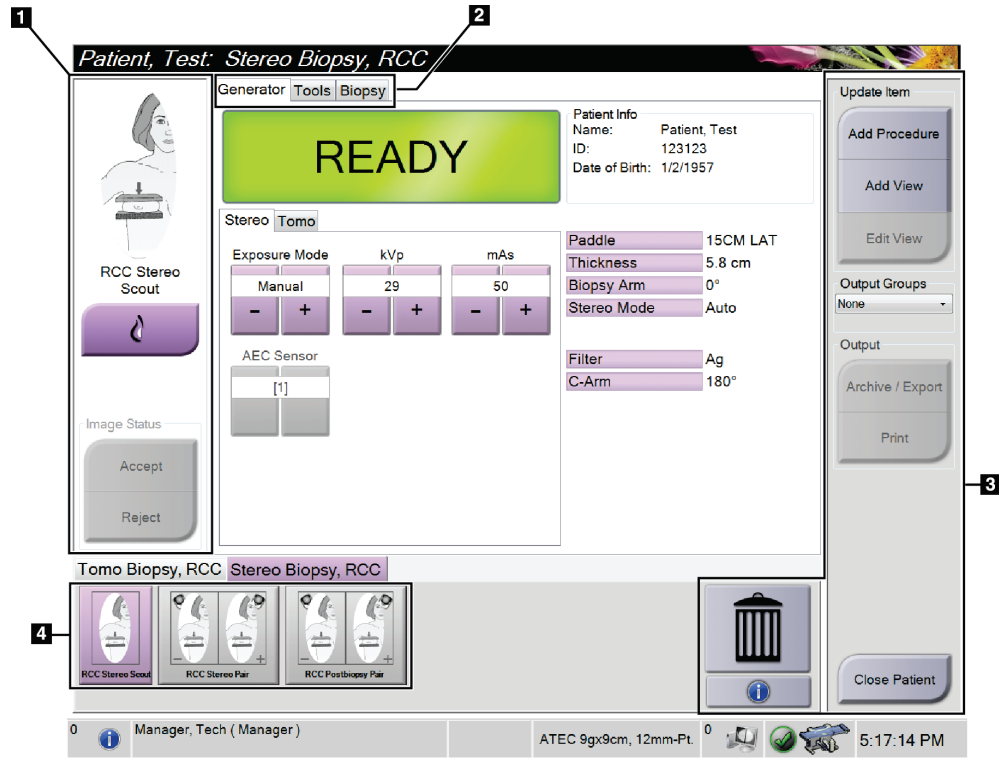 1
2
Patient, Test: Stereo Biopsy, RCC
Generator Tools Biopsy
READY
Patient Info
Name: Patient, Test
ID: 123123
Date of Birth: 1/2/1957
Update Item
Add Procedure
Add View
Edit View
RCC Stereo
Scout
Stereo Tomo
Exposure Mode kVp mAs
Manual 29 50
- + - + - +
AEC Sensor
[1]
Paddle 15CM LAT
Thickness 5.8 cm
Biopsy Arm 0°
Stereo Mode Auto
Filter Ag
C-Arm 180°
Output Groups
None
Output
Archive / Export
Print
Image Status
Accept
Reject
3
Tomo Biopsy, RCC Stereo Biopsy, RCC
4
- + - +
RCC Stereo Scout RCC Stereo Pair RCC Postbiopsy Pair
i
Close Patient
0 i Manager, Tech ( Manager ) ATEC 9gx9cm, 12mm-Pt. 0 5:17:14 PM